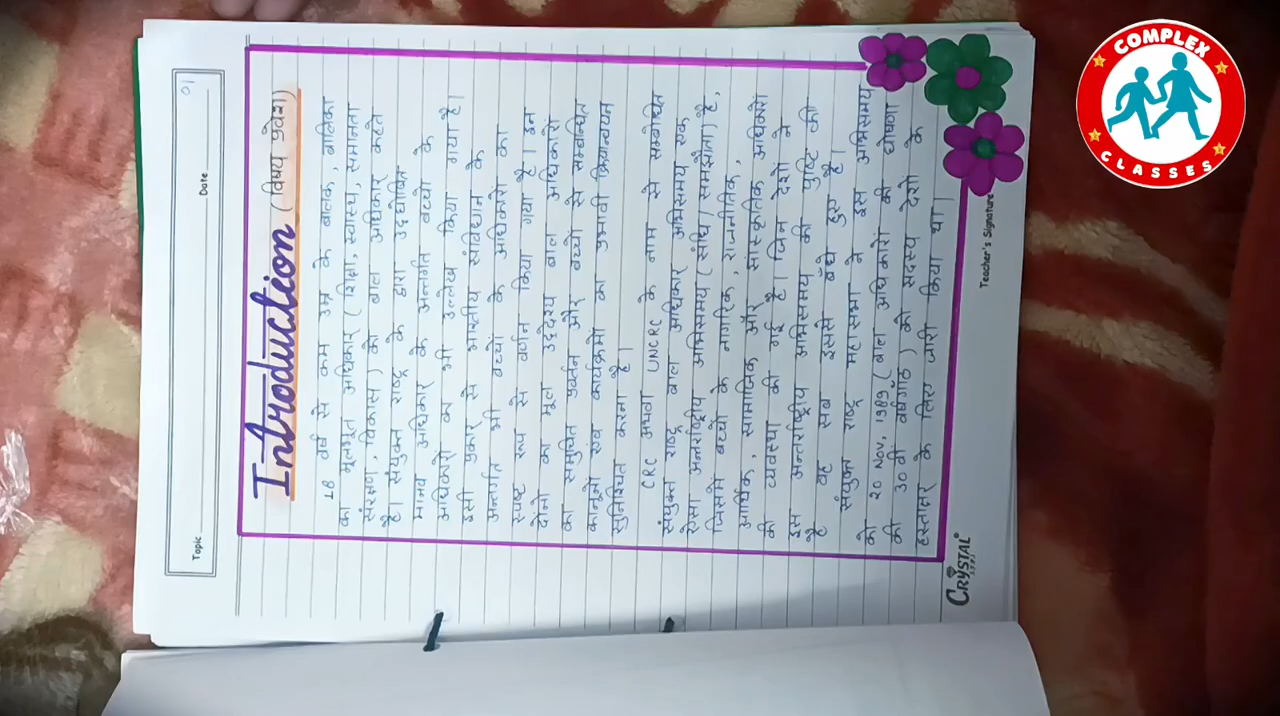 Topic
Date
01
Introduction (विषय प्रवेश)
18 वर्ष से कम उम्र के बालक, बालिका
का मूलभूत अधिकार (शिक्षा, स्वास्थ्य, समानता
संरक्षण, विकास) को बाल अधिकार कहते
है। संयुक्त राष्ट्र के द्वारा उद्घोषित
मानव अधिकार के अन्तर्गत बच्चो के
अधिकारो का भी उल्लेख किया गया है।
इसी प्रकार से भारतीय संविधान के
अन्तर्गत भी बच्चों के अधिकारो का
स्पष्ट रूप से वर्णन किया गया है। इन
दोनो का मूल उद्देश्य बाल अधिकारो
का समुचित प्रवर्तन और बच्चों से सम्बन्धित
कानूनों एवं कार्यक्रमों का प्रभावी क्रियान्वयन
सुनिश्चित करना है।
CRC अथवा UNCRC के नाम से सम्बोधित
संयुक्त राष्ट्र बाल अधिकार अभिसमय एक
ऐसा अन्तराष्ट्रीय अभिसमय (संधि/समझौता) है,
जिसमें बच्चो के नागरिक, राजनीतिक,
आर्थिक, सामाजिक और सांस्कृतिक अधिकारो
की व्यवस्था की गई है। जिन देशो ने
इस अन्तराष्ट्रीय अभिसमय की पुष्टि की
है वह सब इससे बँधे हुए है।
संयुक्त राष्ट्र महासभा ने इस अभिसमय
को 20 Nov, 1989 (बाल अधिकारो की घोषणा
की 30वी वर्षगाँठ) को सदस्य देशो के
हस्ताक्षर के लिए जारी किया था।
CRYSTAL
Teacher's Signature
COMPLEX
CLASSES